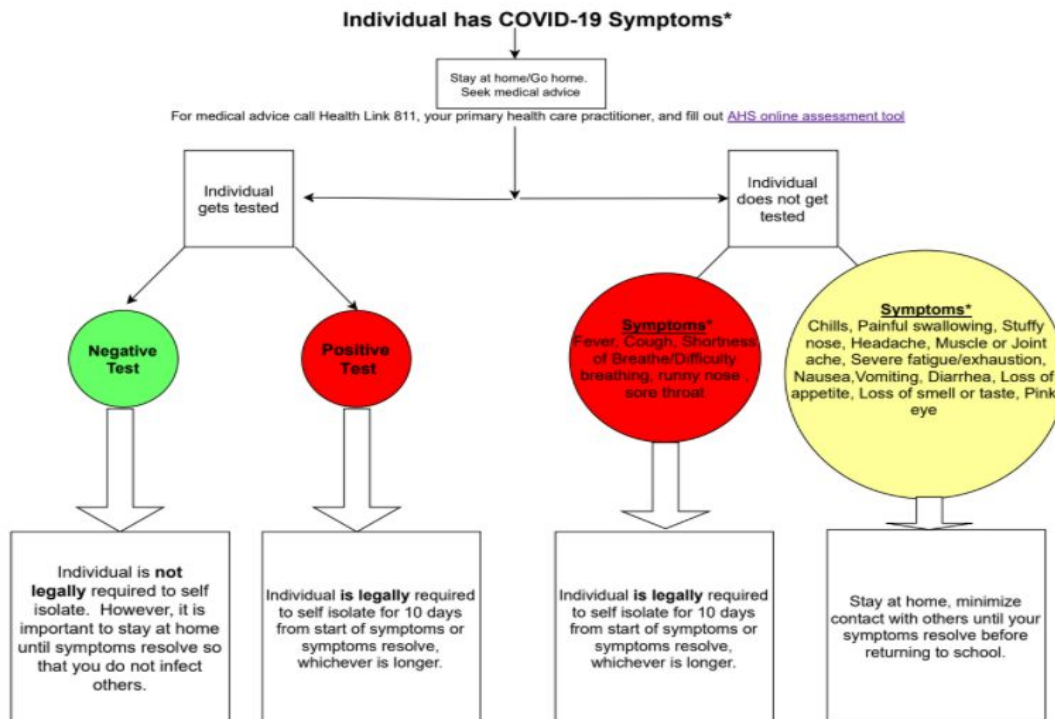 Individual has COVID-19 Symptoms*
Stay at home/Go home.
Seek medical advice
For medical advice call Health Link 811, your primary health care practitioner, and fill out AHS online assessment tool
Individual
gets tested
Individual
does not get
tested
Negative
Test
Positive
Test
Symptoms*
Fever, Cough, Shortness
of Breathe/Difficulty
breathing, runny nose ,
sore throat
Symptoms*
Chills, Painful swallowing, Stuffy
nose, Headache, Muscle or Joint
ache, Severe fatigue/exhaustion,
Nausea,Vomiting, Diarrhea, Loss of
appetite, Loss of smell or taste, Pink
eye
Individual is not
legally required to self
isolate. However, it is
important to stay at home
until symptoms resolve so
that you do not infect
others.
Individual is legally required
to self isolate for 10 days
from start of symptoms or
symptoms resolve,
whichever is longer.
Individual is legally required
to self isolate for 10 days
from start of symptoms or
symptoms resolve,
whichever is longer.
Stay at home, minimize
contact with others until your
symptoms resolve before
returning to school.